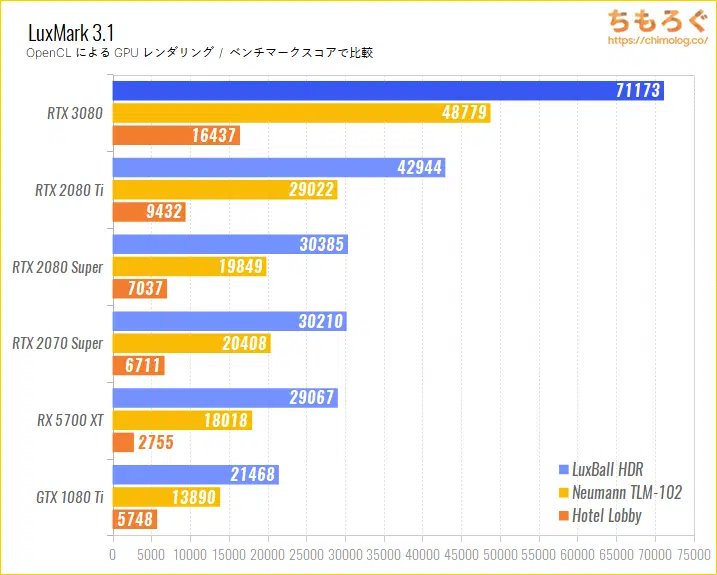 ちもろぐ
https://chimolog.co/
LuxMark 3.1
OpenCL による GPU レンダリング / ベンチマークスコアで比較
RTX 3080
71173
48779
16437
RTX 2080 Ti
42944
29022
9432
RTX 2080 Super
30385
19849
7037
RTX 2070 Super
30210
20408
6711
RX 5700 XT
29067
18018
2755
GTX 1080 Ti
21468
13890
5748
LuxBall HDR
Neumann TLM-102
Hotel Lobby
0 5000 10000 15000 20000 25000 30000 35000 40000 45000 50000 55000 60000 65000 70000 75000